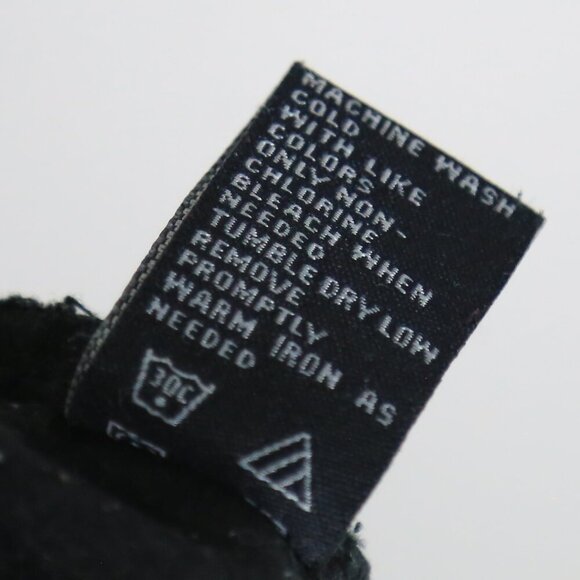 MACHINE WASH
COLD
WITH LIKE
COLORS
ONLY NON-
CHLORINE
BLEACH WHEN
NEEDED
TUMBLE DRY LOW
REMOVE
PROMPTLY
WARM IRON AS
NEEDED
30C